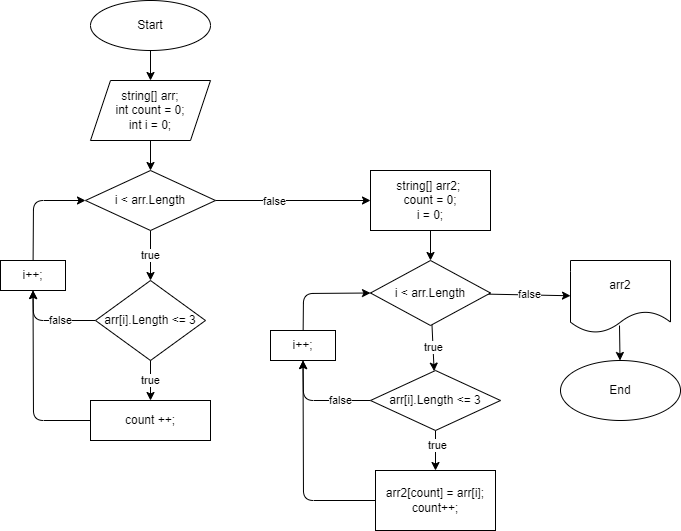 Start
string[] arr;
int count = 0;
int i = 0;
i < arr.Length
false
true
i++;
arr[i].Length <= 3
false
true
count ++;
string[] arr2;
count = 0;
i = 0;
i < arr.Length
false
true
i++;
arr[i].Length <= 3
false
true
arr2[count] = arr[i];
count++;
arr2
End